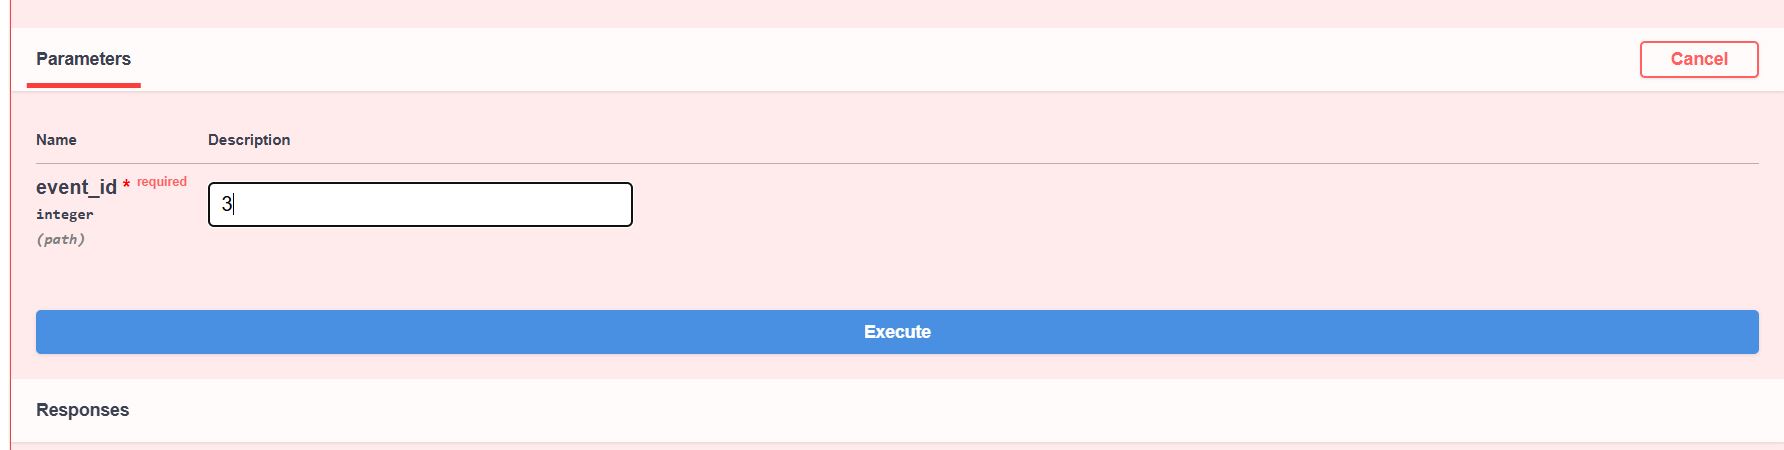 Parameters
Cancel
Name Description
event_id * required
integer
(path)
3
Execute
Responses